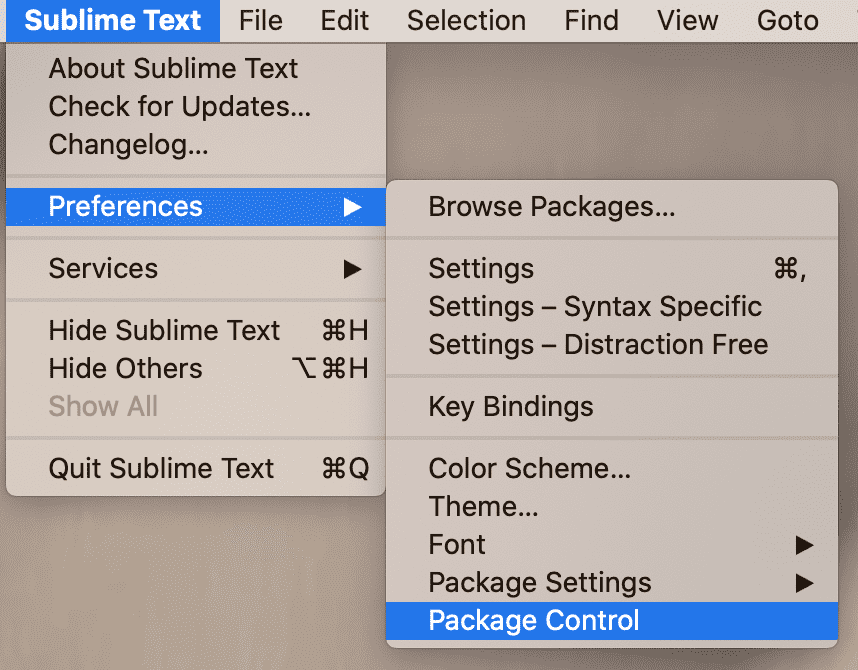 Sublime Text File Edit Selection Find View Goto
About Sublime Text
Check for Updates...
Changelog...
Preferences ▶
Services ▶
Hide Sublime Text ⌘H
Hide Others ⌥⌘H
Show All
Quit Sublime Text ⌘Q
Browse Packages...
Settings ⌘,
Settings – Syntax Specific
Settings – Distraction Free
Key Bindings
Color Scheme...
Theme...
Font ▶
Package Settings ▶
Package Control